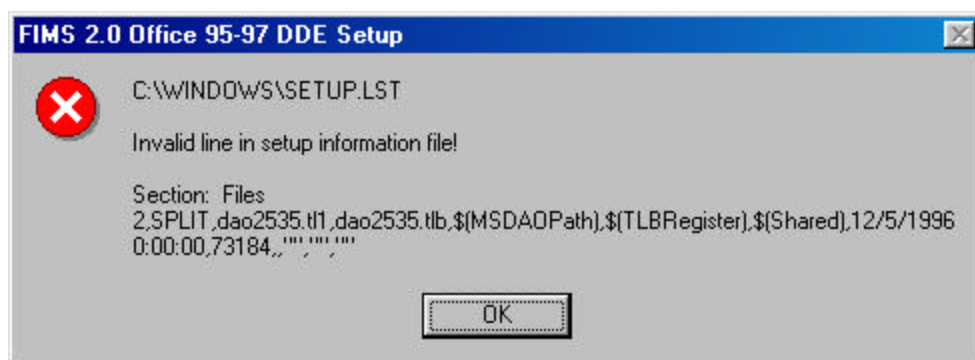 FIMS 2.0 Office 95-97 DDE Setup
C:\WINDOWS\SETUP.LST
Invalid line in setup information file!
Section:  Files
2,SPLIT,dao2535.tl1,dao2535.tlb,$(MSDAOPath),$(TLBRegister),$(Shared),12/5/1996
0:00:00,73184,,"","",""
OK